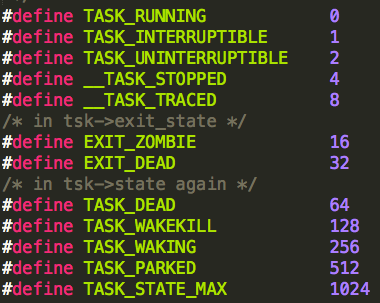 #define TASK_RUNNING 0
#define TASK_INTERRUPTIBLE 1
#define TASK_UNINTERRUPTIBLE 2
#define __TASK_STOPPED 4
#define __TASK_TRACED 8
/* in tsk->exit_state */
#define EXIT_ZOMBIE 16
#define EXIT_DEAD 32
/* in tsk->state again */
#define TASK_DEAD 64
#define TASK_WAKEKILL 128
#define TASK_WAKING 256
#define TASK_PARKED 512
#define TASK_STATE_MAX 1024